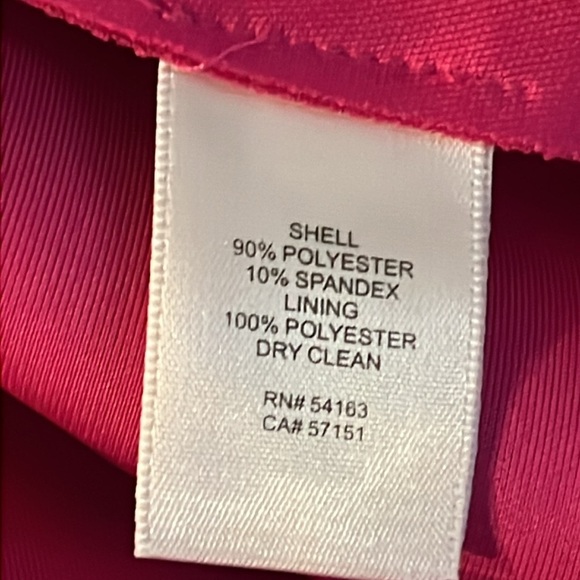 SHELL
90% POLYESTER
10% SPANDEX
LINING
100% POLYESTER
DRY CLEAN
RN# 54163
CA# 57151